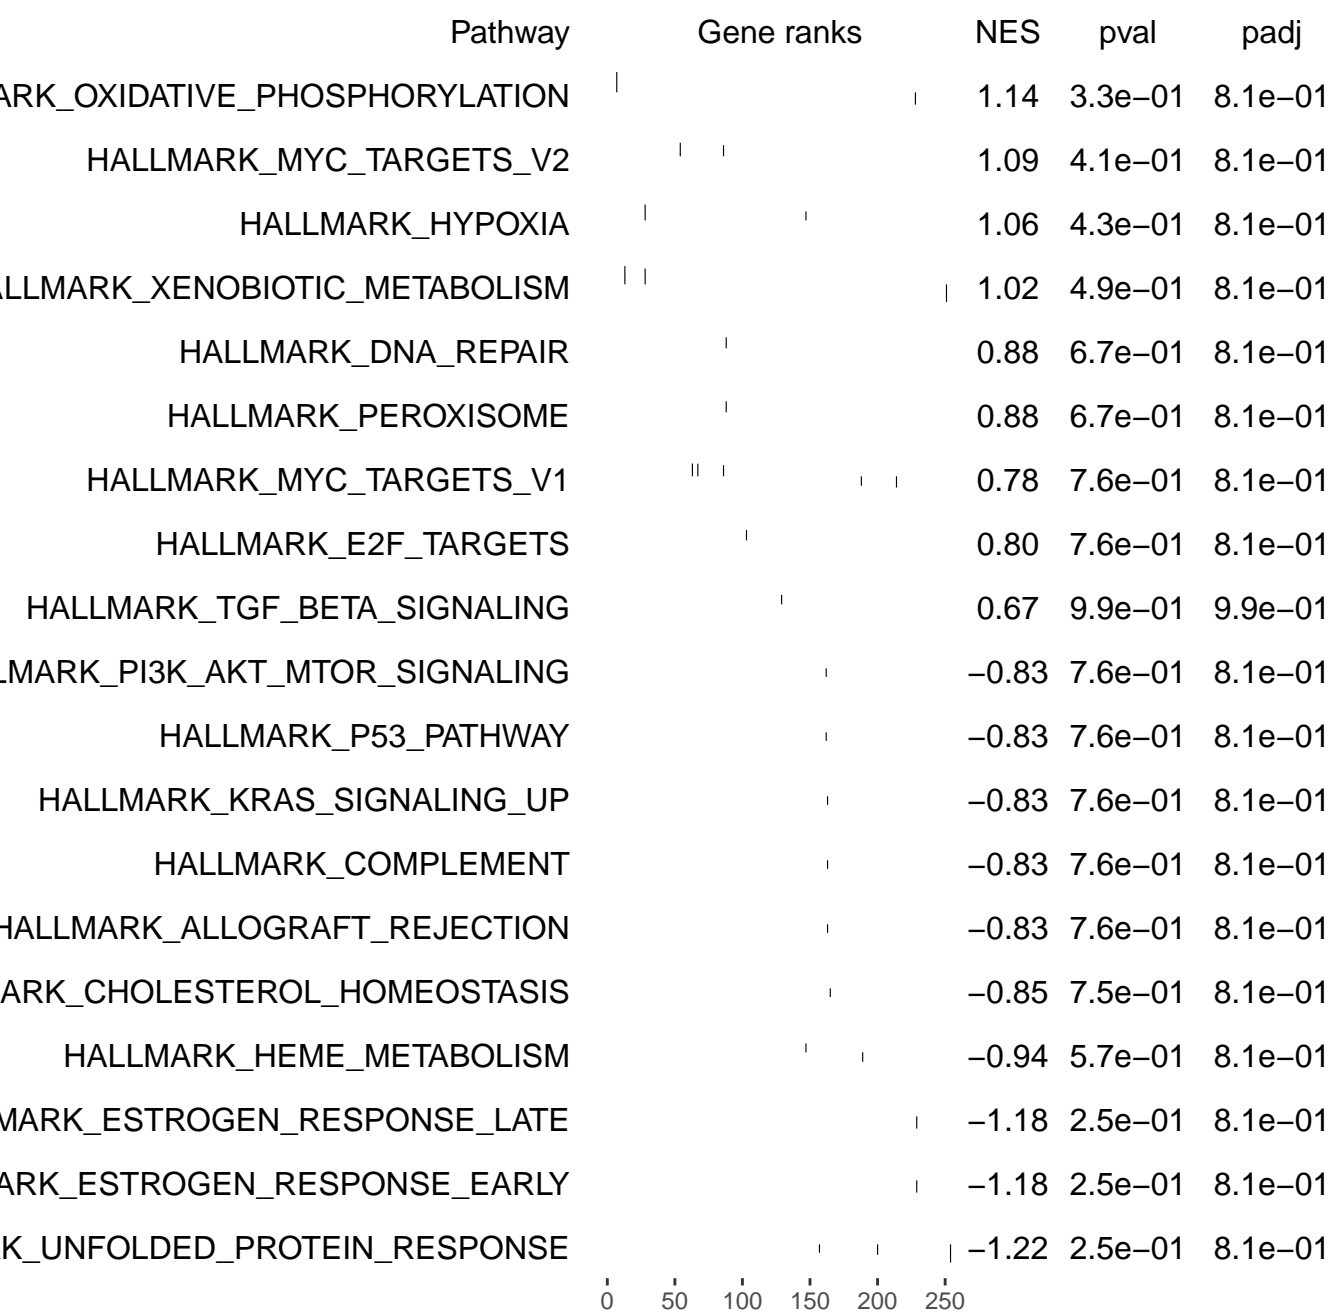 Pathway Gene ranks NES pval padj
ARK_OXIDATIVE_PHOSPHORYLATION 1.14 3.3e−01 8.1e−01
HALLMARK_MYC_TARGETS_V2 1.09 4.1e−01 8.1e−01
HALLMARK_HYPOXIA 1.06 4.3e−01 8.1e−01
ALLMARK_XENOBIOTIC_METABOLISM 1.02 4.9e−01 8.1e−01
HALLMARK_DNA_REPAIR 0.88 6.7e−01 8.1e−01
HALLMARK_PEROXISOME 0.88 6.7e−01 8.1e−01
HALLMARK_MYC_TARGETS_V1 0.78 7.6e−01 8.1e−01
HALLMARK_E2F_TARGETS 0.80 7.6e−01 8.1e−01
HALLMARK_TGF_BETA_SIGNALING 0.67 9.9e−01 9.9e−01
LMARK_PI3K_AKT_MTOR_SIGNALING −0.83 7.6e−01 8.1e−01
HALLMARK_P53_PATHWAY −0.83 7.6e−01 8.1e−01
HALLMARK_KRAS_SIGNALING_UP −0.83 7.6e−01 8.1e−01
HALLMARK_COMPLEMENT −0.83 7.6e−01 8.1e−01
HALLMARK_ALLOGRAFT_REJECTION −0.83 7.6e−01 8.1e−01
ARK_CHOLESTEROL_HOMEOSTASIS −0.85 7.5e−01 8.1e−01
HALLMARK_HEME_METABOLISM −0.94 5.7e−01 8.1e−01
MARK_ESTROGEN_RESPONSE_LATE −1.18 2.5e−01 8.1e−01
ARK_ESTROGEN_RESPONSE_EARLY −1.18 2.5e−01 8.1e−01
K_UNFOLDED_PROTEIN_RESPONSE −1.22 2.5e−01 8.1e−01
0 50 100 150 200 250